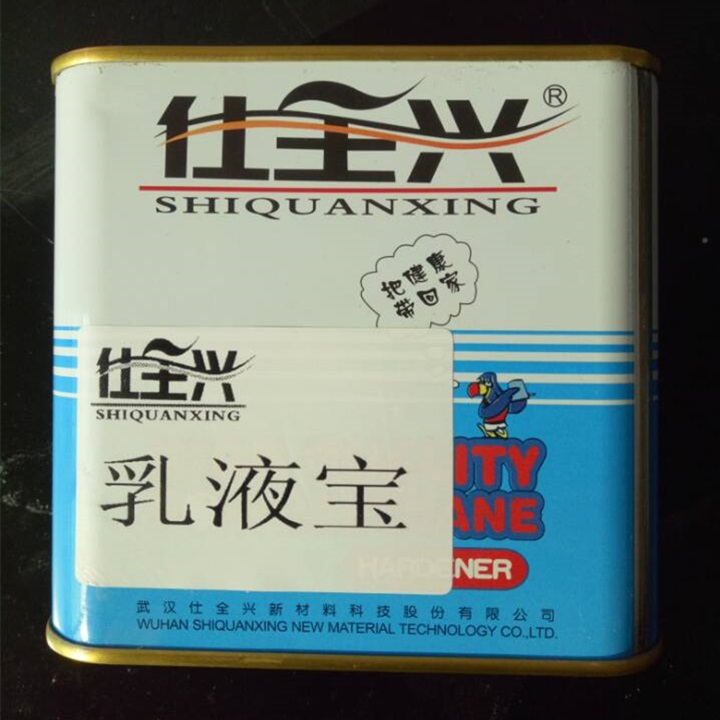 仕全兴®
SHIQUANXING
把健康
带回家
仕全兴
SHIQUANXING
乳液宝
ITY
ANE
HARDENER
武汉仕全兴新材料科技股份有限公司
WUHAN SHIQUANXING NEW MATERIAL TECHNOLOGY CO.,LTD.